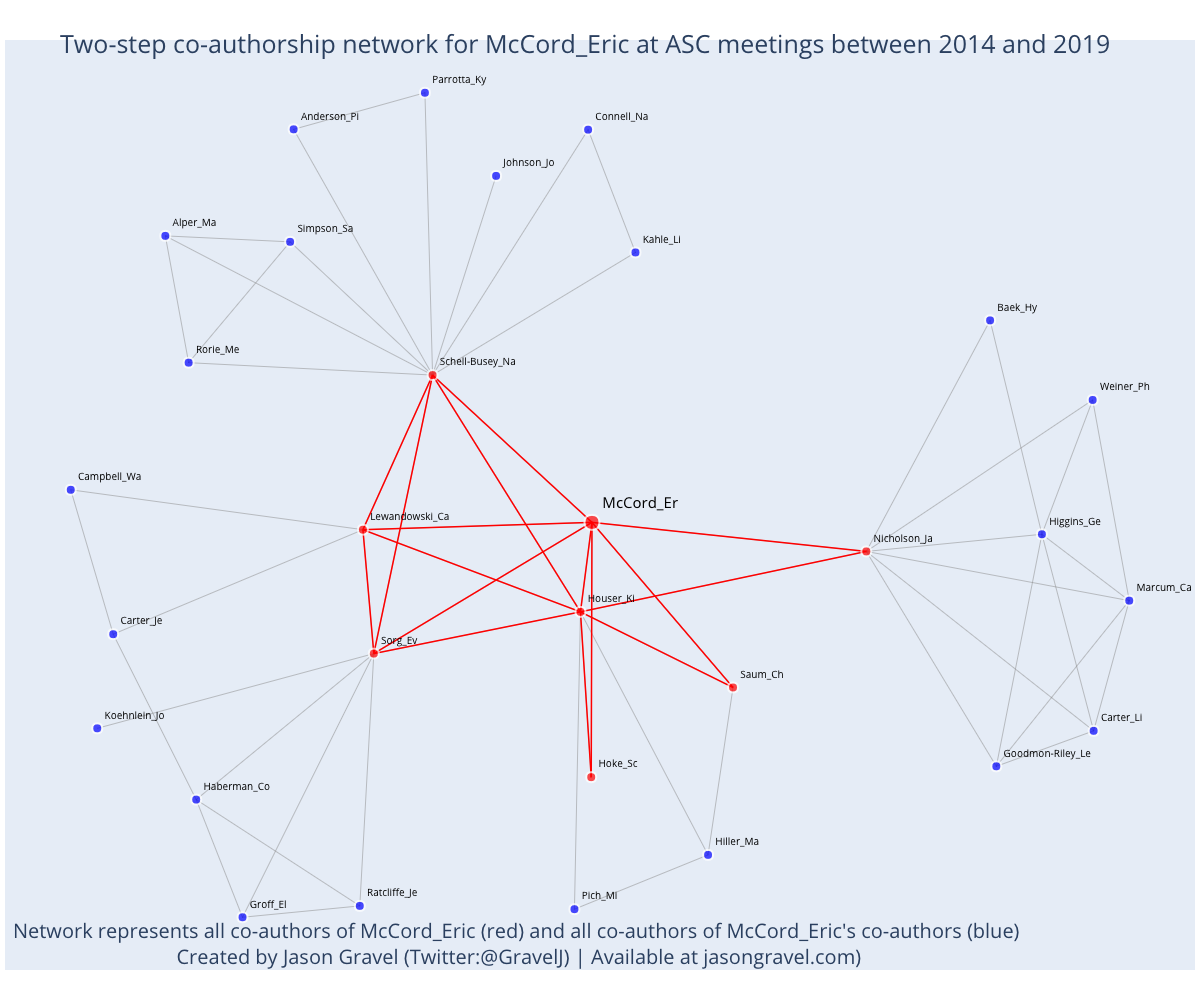 Two-step co-authorship network for McCord_Eric at ASC meetings between 2014 and 2019
Parrotta_Ky
Anderson_Pi
Connell_Na
Johnson_Jo
Alper_Ma
Simpson_Sa
Kahle_Li
Baek_Hy
Rorie_Me
Schell-Busey_Na
Weiner_Ph
Campbell_Wa
McCord_Er
Lewandowski_Ca
Higgins_Ge
Nicholson_Ja
Marcum_Ca
Houser_Ki
Carter_Je
Sorg_Ev
Saum_Ch
Koehnlein_Jo
Carter_Li
Goodmon-Riley_Le
Hoke_Sc
Haberman_Co
Hiller_Ma
Ratcliffe_Je
Pich_Mi
Groff_El
Network represents all co-authors of McCord_Eric (red) and all co-authors of McCord_Eric's co-authors (blue)
Created by Jason Gravel (Twitter:@GravelJ) | Available at jasongravel.com)